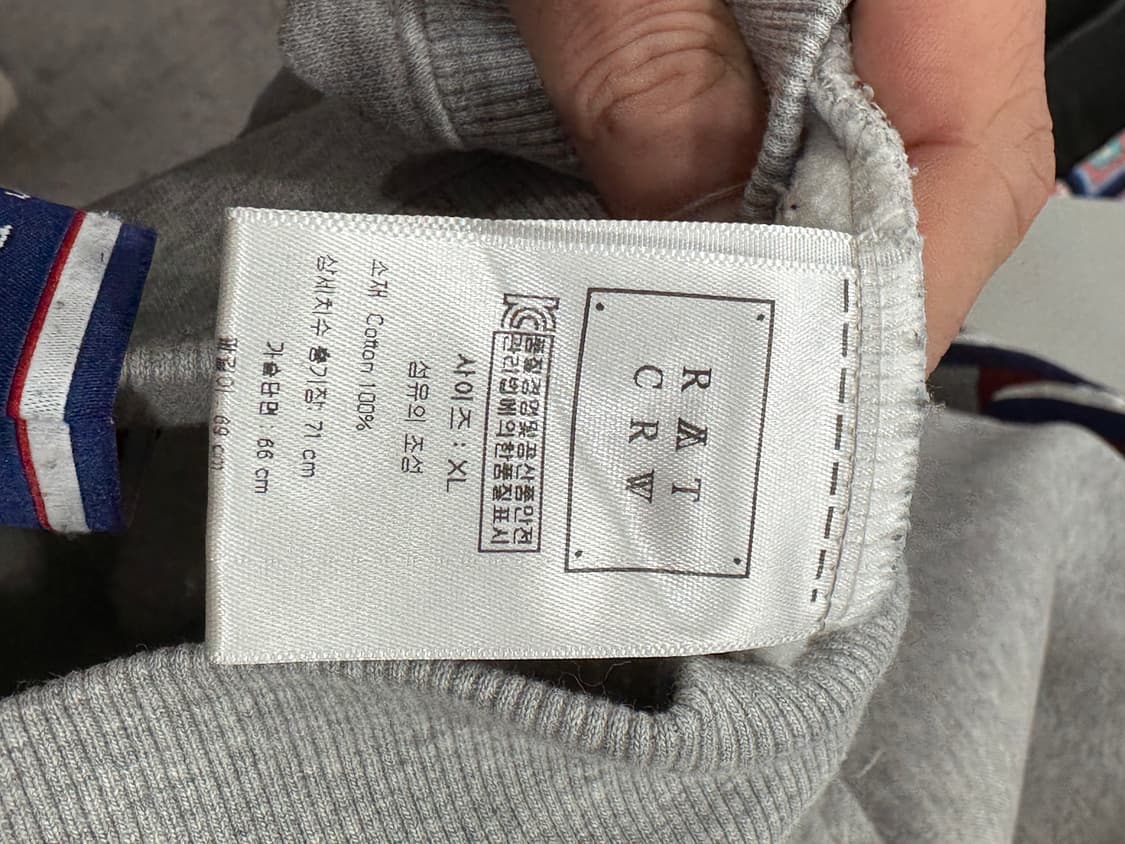 RAT
CRW
품질경영및공산품안전
관리법에의한품질표시
사이즈 : XL
섬유의 조성
소재 Cotton 100%
상세치수 총기장: 71 cm
가슴단면 : 66 cm
69 cm